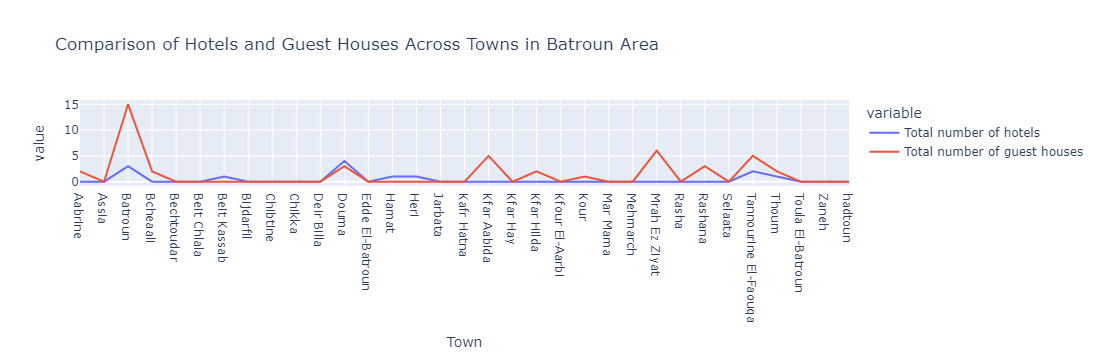 Comparison of Hotels and Guest Houses Across Towns in Batroun Area
value
15
10
5
0
variable
Total number of hotels
Total number of guest houses
Aabrine
Assia
Batroun
Bcheaali
Bechtoudar
Beit Chlala
Beit Kassab
Bijdarfil
Chibtine
Chikka
Deir Billa
Douma
Edde El-Batroun
Hamat
Heri
Jarbata
Kafr Hatna
Kfar Aabida
Kfar Hay
Kfar Hilda
Kfour El-Aarbi
Kour
Mar Mama
Mehmarch
Mrah Ez Ziyat
Rasha
Rashana
Selaata
Tannourine El-Faouqa
Thoum
Toula El-Batroun
Zaneh
hadtoun
Town